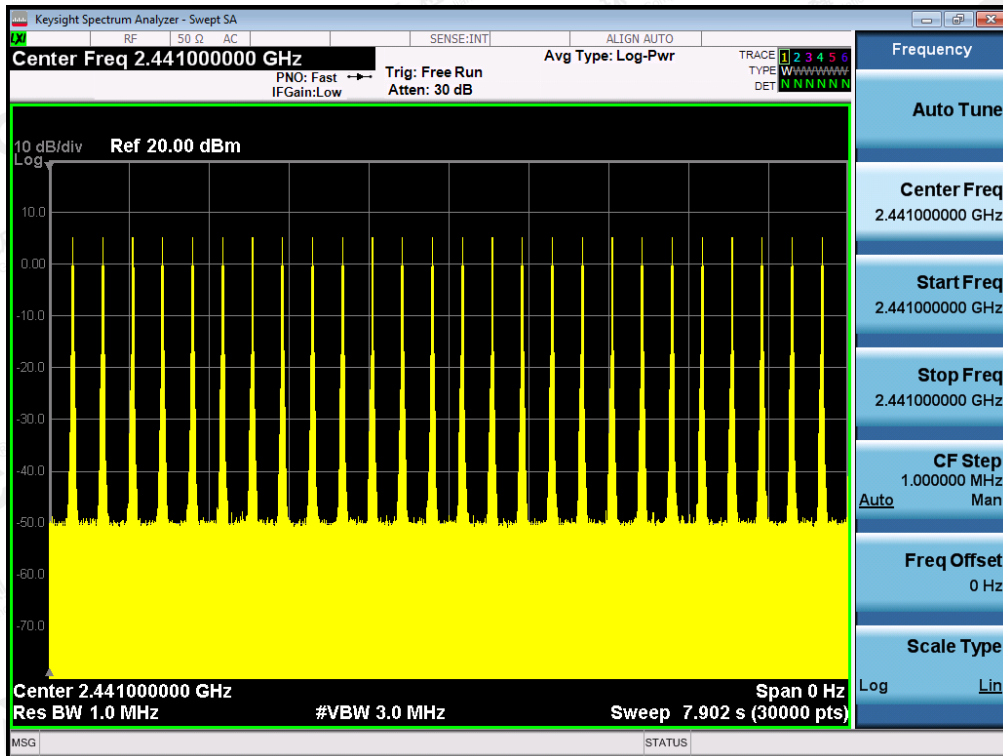 Keysight Spectrum Analyzer - Swept SA
LXI RF 50 Ω AC SENSE:INT ALIGN AUTO
Center Freq 2.441000000 GHz
PNO: Fast
IFGain:Low
Trig: Free Run
Atten: 30 dB
Avg Type: Log-Pwr
TRACE 1 2 3 4 5 6
TYPE W
DET N N N N N N
Frequency
Auto Tune
Center Freq
2.441000000 GHz
Start Freq
2.441000000 GHz
Stop Freq
2.441000000 GHz
CF Step
1.000000 MHz
Auto Man
Freq Offset
0 Hz
Scale Type
Log Lin
10 dB/div Ref 20.00 dBm
Log
10.0
0.00
-10.0
-20.0
-30.0
-40.0
-50.0
-60.0
-70.0
Center 2.441000000 GHz Span 0 Hz
Res BW 1.0 MHz #VBW 3.0 MHz Sweep 7.902 s (30000 pts)
MSG STATUS